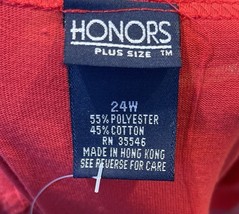 HONORS
PLUS SIZE ™
24W
55% POLYESTER
45% COTTON
RN 35546
MADE IN HONG KONG
SEE REVERSE FOR CARE